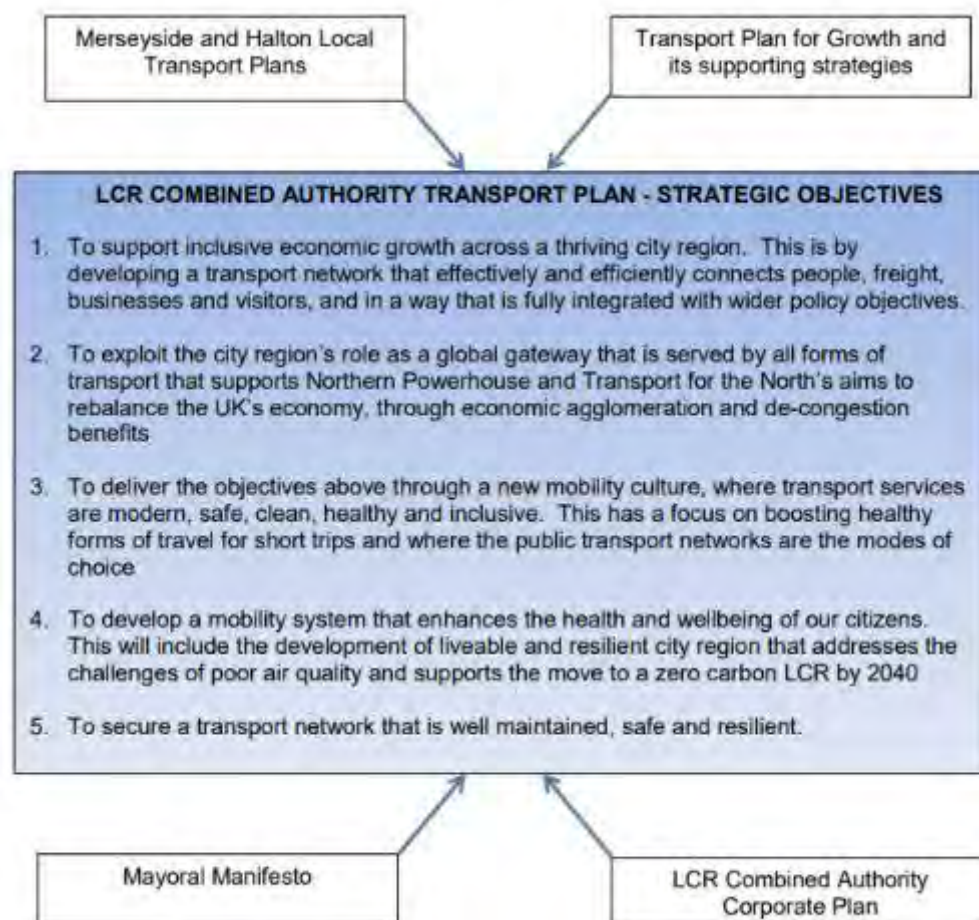 Merseyside and Halton Local
Transport Plans
Transport Plan for Growth and
its supporting strategies
LCR COMBINED AUTHORITY TRANSPORT PLAN - STRATEGIC OBJECTIVES
1. To support inclusive economic growth across a thriving city region. This is by
developing a transport network that effectively and efficiently connects people, freight,
businesses and visitors, and in a way that is fully integrated with wider policy objectives.
2. To exploit the city region's role as a global gateway that is served by all forms of
transport that supports Northern Powerhouse and Transport for the North's aims to
rebalance the UK's economy, through economic agglomeration and de-congestion
benefits
3. To deliver the objectives above through a new mobility culture, where transport services
are modern, safe, clean, healthy and inclusive. This has a focus on boosting healthy
forms of travel for short trips and where the public transport networks are the modes of
choice
4. To develop a mobility system that enhances the health and wellbeing of our citizens.
This will include the development of liveable and resilient city region that addresses the
challenges of poor air quality and supports the move to a zero carbon LCR by 2040
5. To secure a transport network that is well maintained, safe and resilient.
Mayoral Manifesto
LCR Combined Authority
Corporate Plan